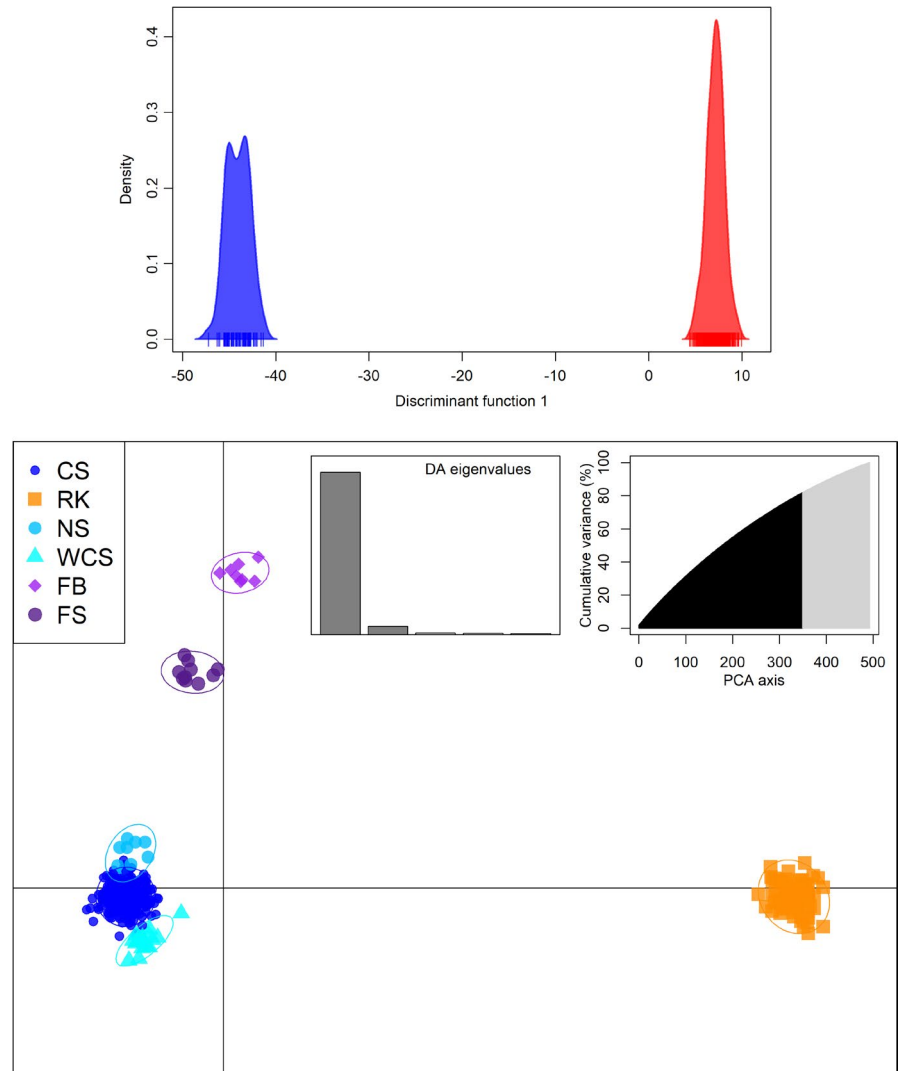 0.4
0.3
0.2
0.1
0.0
Density
-50 -40 -30 -20 -10 0 10
Discriminant function 1
CS
RK
NS
WCS
FB
FS
DA eigenvalues
100
80
60
40
20
0
Cumulative variance (%)
0 100 200 300 400 500
PCA axis